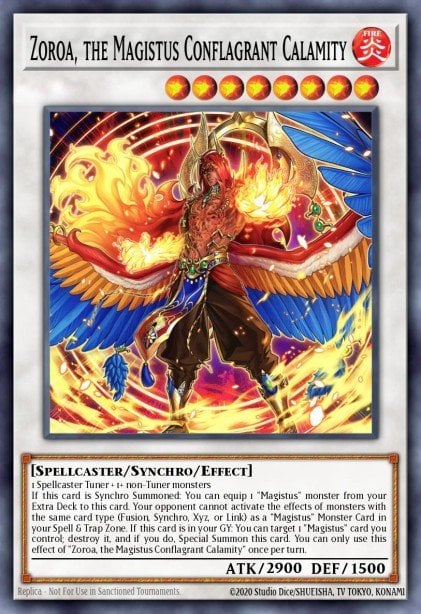 ZOROA, THE MAGISTUS CONFLAGRANT CALAMITY
FIRE
炎
[SPELLCASTER/SYNCHRO/EFFECT]
1 Spellcaster Tuner + 1+ non-Tuner monsters
If this card is Synchro Summoned: You can equip 1 "Magistus" monster from
your Extra Deck to this card. Your opponent cannot activate the effects of monsters with
the same card type (Fusion, Synchro, Xyz, or Link) as a "Magistus" Monster Card in
your Spell & Trap Zone. If this card is in your GY: You can target 1 "Magistus" card you
control; destroy it, and if you do, Special Summon this card. You can only use this
effect of "Zoroa, the Magistus Conflagrant Calamity" once per turn.
ATK/2900 DEF/1500
Replica - Not For Use in Sanctioned Tournaments.
©2020 Studio Dice/SHUEISHA, TV TOKYO, KONAMI